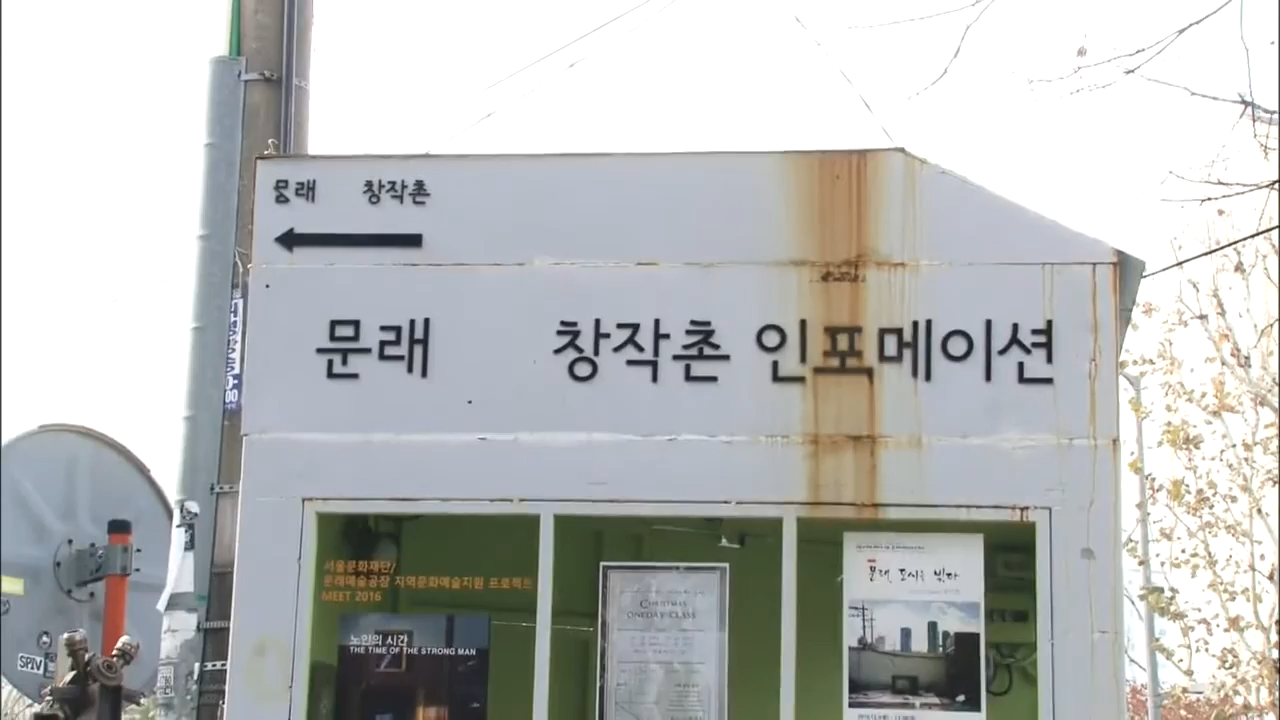 문래 창작촌
문래 창작촌 인포메이션
서울문화재단/
문래예술공장 지역문화예술지원 프로젝트
MEET 2016
노인의 시간
THE TIME OF THE STRONG MAN
CHRISTMAS
ONEDAY CLASS
문래, 도시를 빚다
SPIV